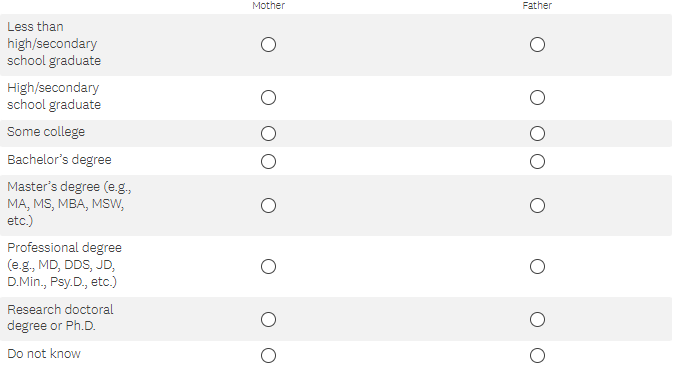 Mother Father
Less than
high/secondary
school graduate
High/secondary
school graduate
Some college
Bachelor's degree
Master's degree (e.g.,
MA, MS, MBA, MSW,
etc.)
Professional degree
(e.g., MD, DDS, JD,
D.Min., Psy.D., etc.)
Research doctoral
degree or Ph.D.
Do not know